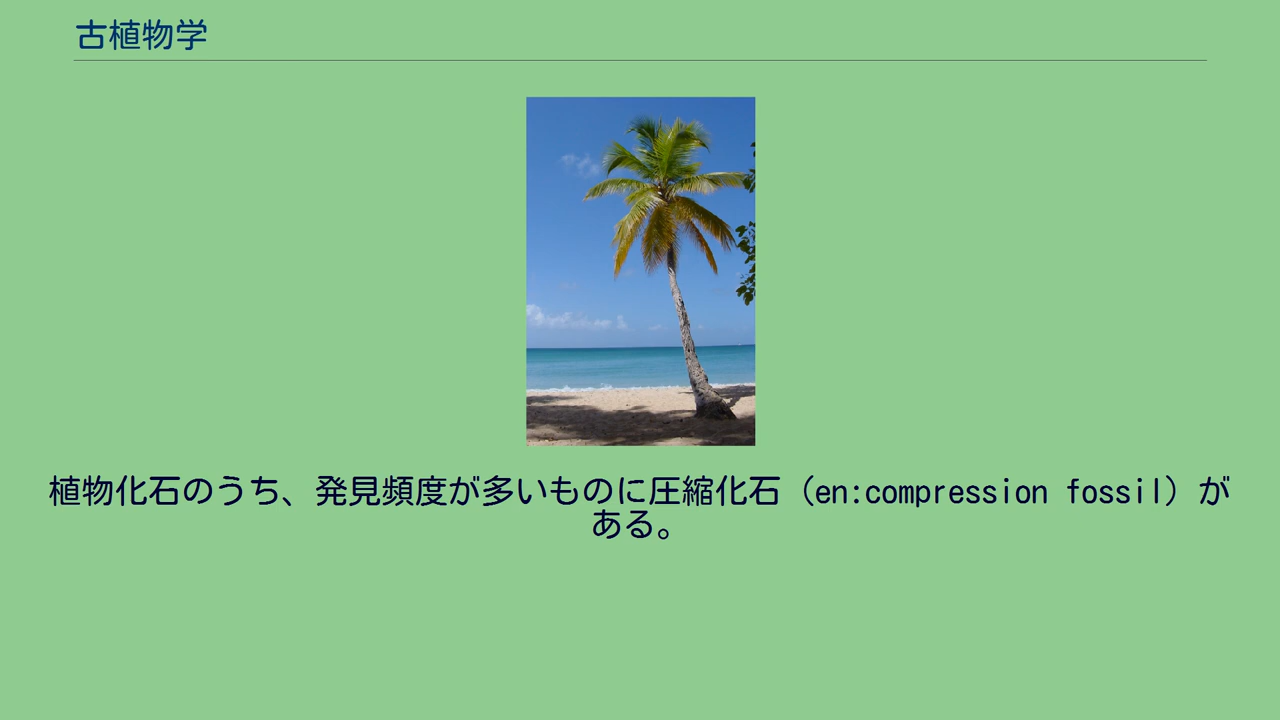 古植物学
植物化石のうち、発見頻度が多いものに圧縮化石（en:compression fossil）が
ある。